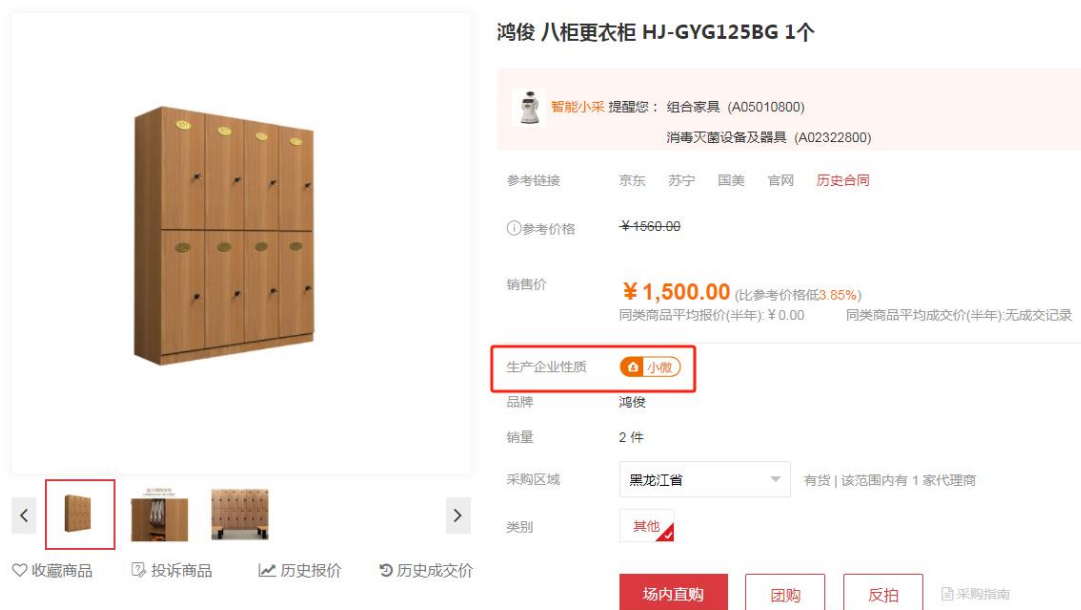 鸿俊 八柜更衣柜 HJ-GYG125BG 1个
智能小采 提醒您： 组合家具 (A05010800)
消毒灭菌设备及器具 (A02322800)
参考链接 京东 苏宁 国美 官网 历史合同
参考价格 ￥1560.00
销售价 ￥1,500.00 (比参考价格低3.85%)
同类商品平均报价(半年):￥0.00 同类商品平均成交价(半年):无成交记录
生产企业性质 小微
品牌 鸿俊
销量 2 件
采购区域 黑龙江省 有货 | 该范围内有 1 家代理商
类别 其他
收藏商品 投诉商品 历史报价 历史成交价
场内直购 团购 反拍 采购指南